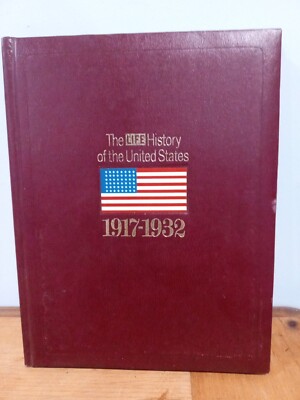 The LIFE History
of the United States
1917-1932